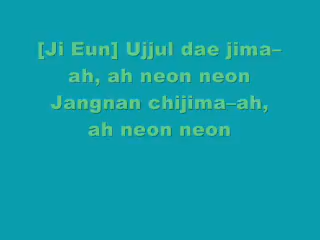 [Ji Eun] Ujjul dae jima–
ah, ah neon neon
Jangnan chijima–ah,
ah neon neon